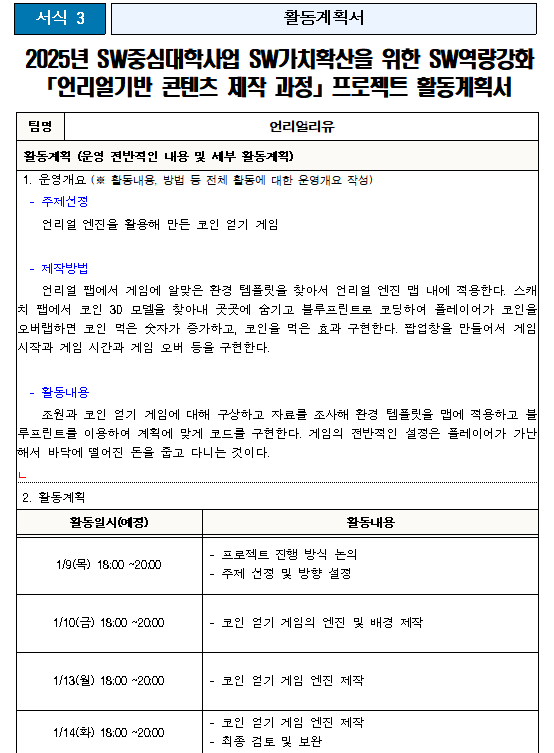 서식 3
활동계획서
2025년 SW중심대학사업 SW가치확산을 위한 SW역량강화
「언리얼기반 콘텐츠 제작 과정」 프로젝트 활동계획서
팀명
언리얼리유
활동계획 (운영 전반적인 내용 및 세부 활동계획)
1. 운영개요 (※ 활동내용, 방법 등 전체 활동에 대한 운영개요 작성)
- 주제선정
언리얼 엔진을 활용해 만든 코인 얻기 게임
- 제작방법
언리얼 팹에서 게임에 알맞은 환경 템플릿을 찾아서 언리얼 엔진 맵 내에 적용한다. 스캐
치 팹에서 코인 3D 모델을 찾아내 곳곳에 숨기고 블루프린트로 코딩하여 플레이어가 코인을
오버랩하면 코인 먹은 숫자가 증가하고, 코인을 먹은 효과 구현한다. 팝업창을 만들어서 게임
시작과 게임 시간과 게임 오버 등을 구현한다.
- 활동내용
조원과 코인 얻기 게임에 대해 구상하고 자료를 조사해 환경 템플릿을 맵에 적용하고 블
루프린트를 이용하여 계획에 맞게 코드를 구현한다. 게임의 전반적인 설정은 플레이어가 가난
해서 바닥에 떨어진 돈을 줍고 다니는 것이다.
ㄴ
2. 활동계획
활동일시(예정)
활동내용
1/9(목) 18:00 ~20:00
- 프로젝트 진행 방식 논의
- 주제 선정 및 방향 설정
1/10(금) 18:00 ~20:00
- 코인 얻기 게임의 엔진 및 배경 제작
1/13(월) 18:00 ~20:00
- 코인 얻기 게임 엔진 제작
1/14(화) 18:00 ~20:00
- 코인 얻기 게임 엔진 제작
- 최종 검토 및 보완